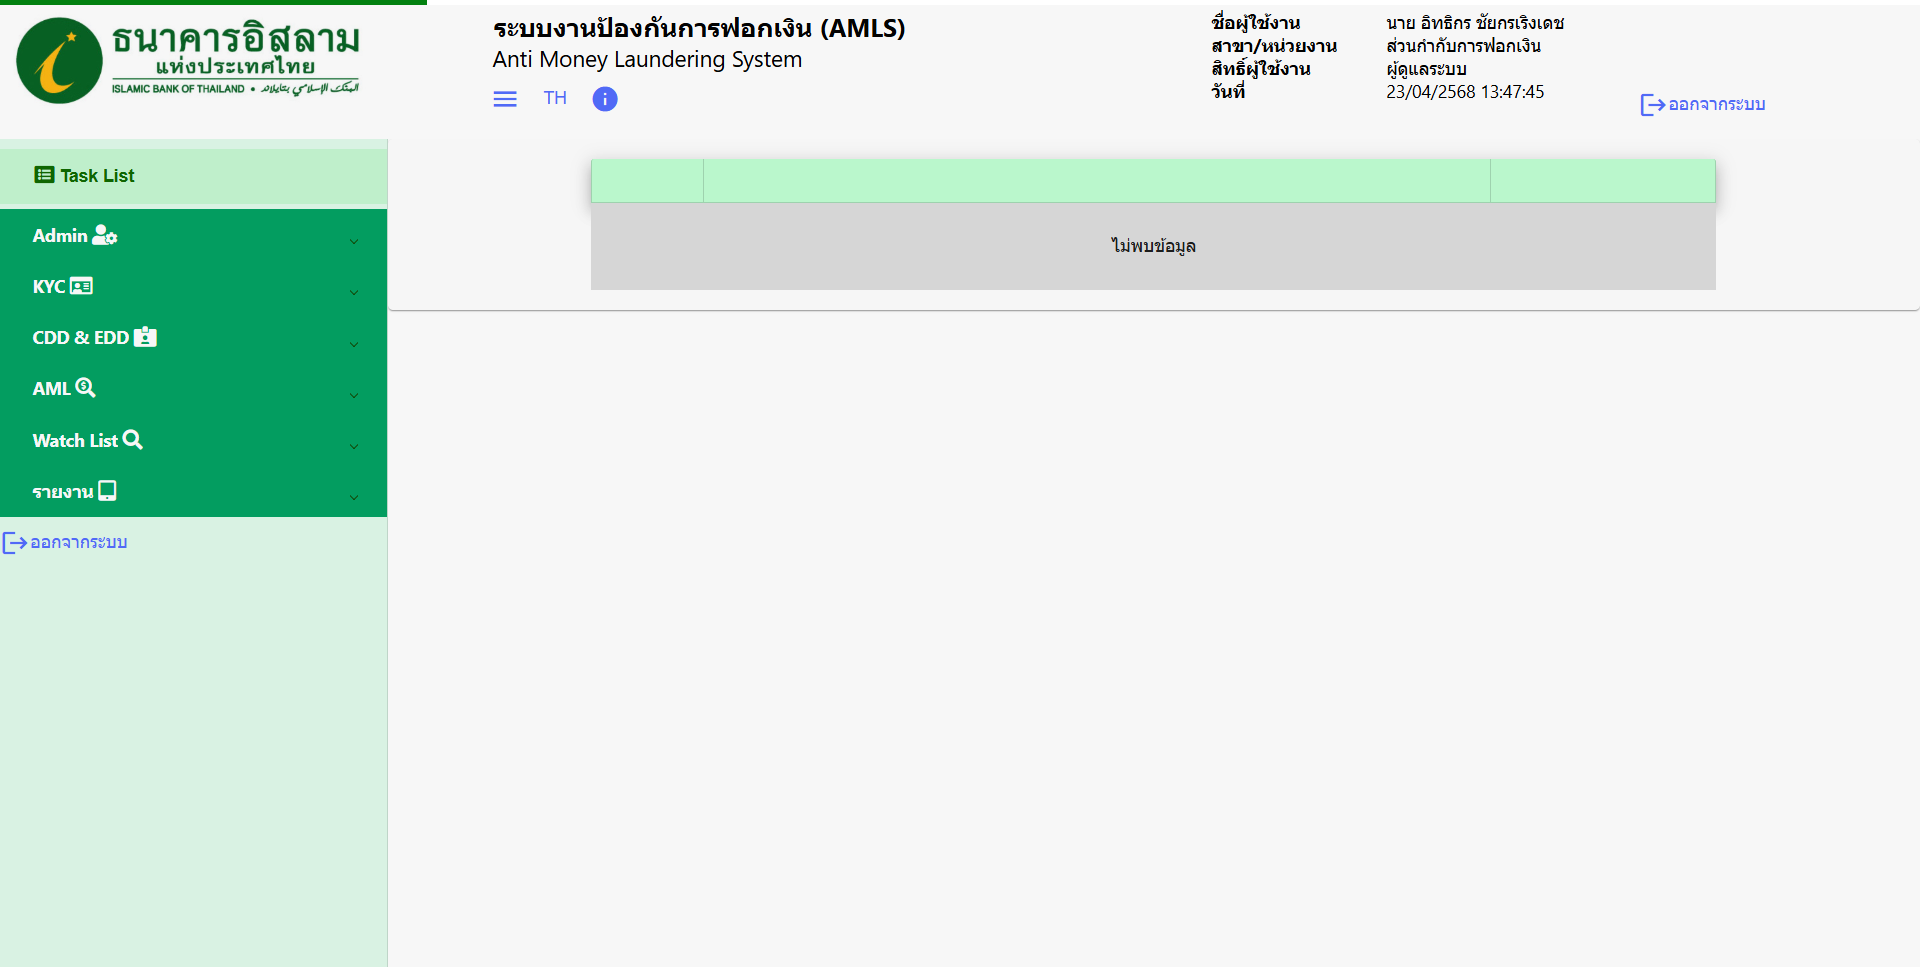 ธนาคารอิสลาม
แห่งประเทศไทย
ISLAMIC BANK OF THAILAND • البنك الإسلامي بتايلاند
ระบบงานป้องกันการฟอกเงิน (AMLS)
Anti Money Laundering System
TH
ชื่อผู้ใช้งาน นาย อิทธิกร ชัยกรเริงเดช
สาขา/หน่วยงาน ส่วนกำกับการฟอกเงิน
สิทธิ์ผู้ใช้งาน ผู้ดูแลระบบ
วันที่ 23/04/2568 13:47:45
ออกจากระบบ
Task List
Admin
KYC
CDD & EDD
AML
Watch List
รายงาน
ออกจากระบบ
ไม่พบข้อมูล